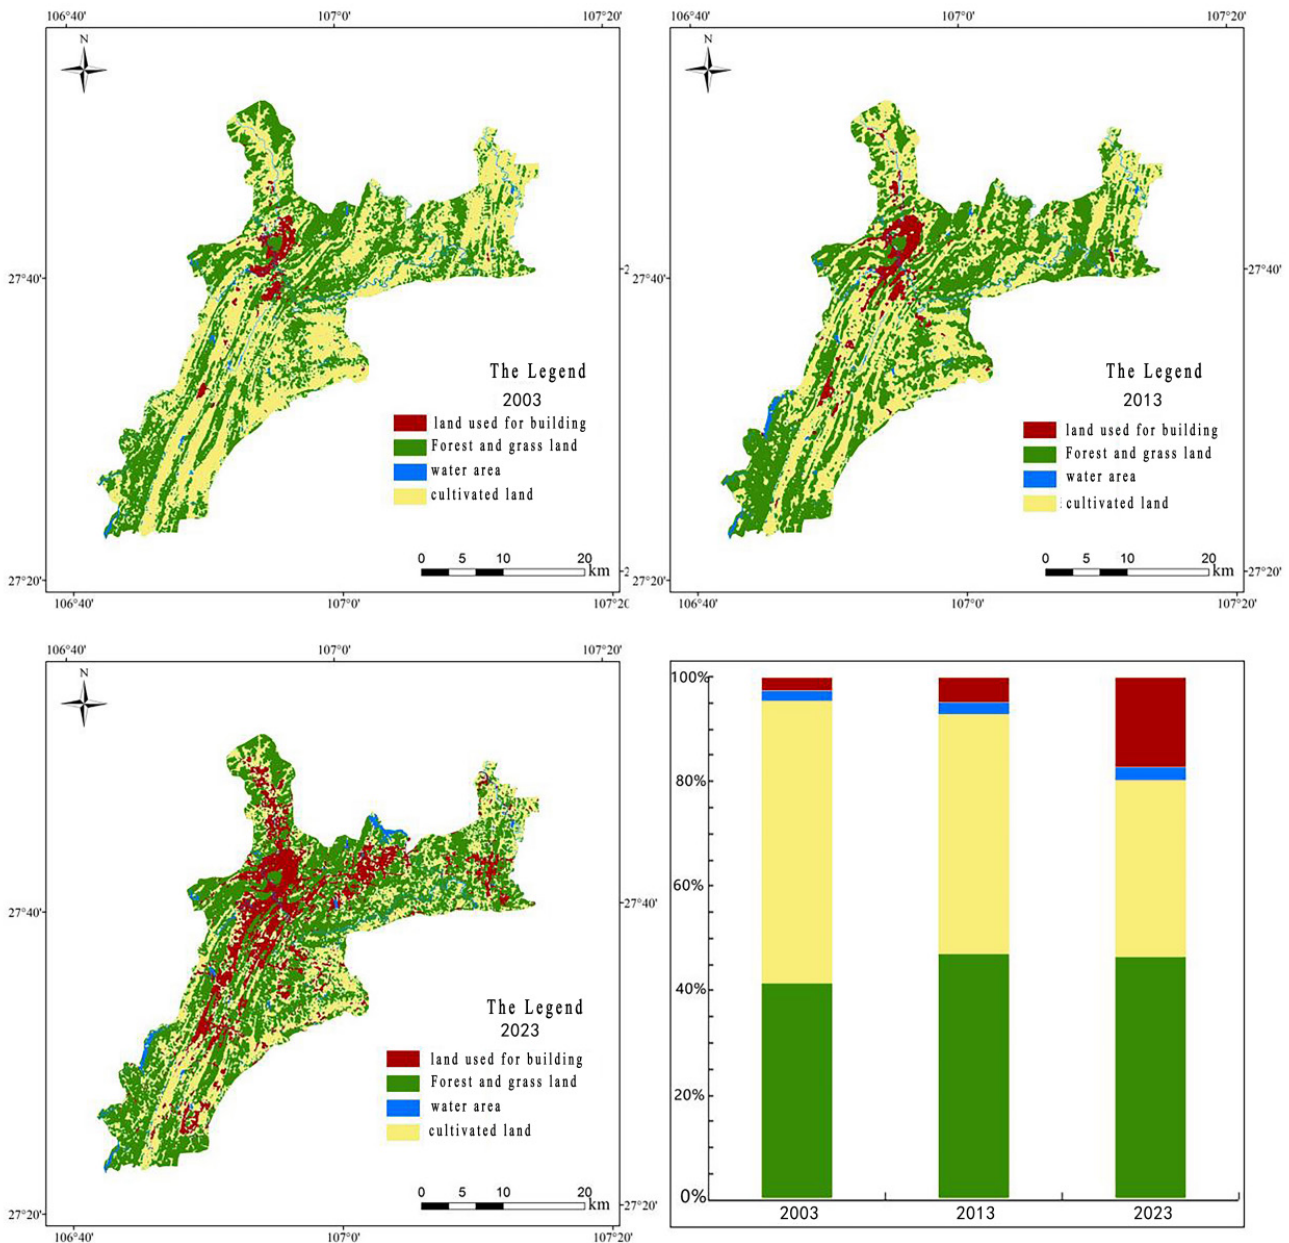 106°40' 107°0' 107°20'
N
27°40'
2
The Legend
2003
land used for building
Forest and grass land
water area
cultivated land
0 5 10 20
km
2
27°20'
106°40' 107°0' 107°2(
106°40' 107°0' 107°20'
N
27°40' 27°40'
The Legend
2013
land used for building
Forest and grass land
water area
cultivated land
0 5 10 20
km
27°20' 27°20'
106°40' 107°0' 107°20'
106°40' 107°0' 107°20'
N
27°40' 27°40'
The Legend
2023
land used for building
Forest and grass land
water area
cultivated land
0 5 10 20
km
27°20' 27°20'
106°40' 107°0' 107°20'
100%
80%
60%
40%
20%
0%
2003 2013 2023